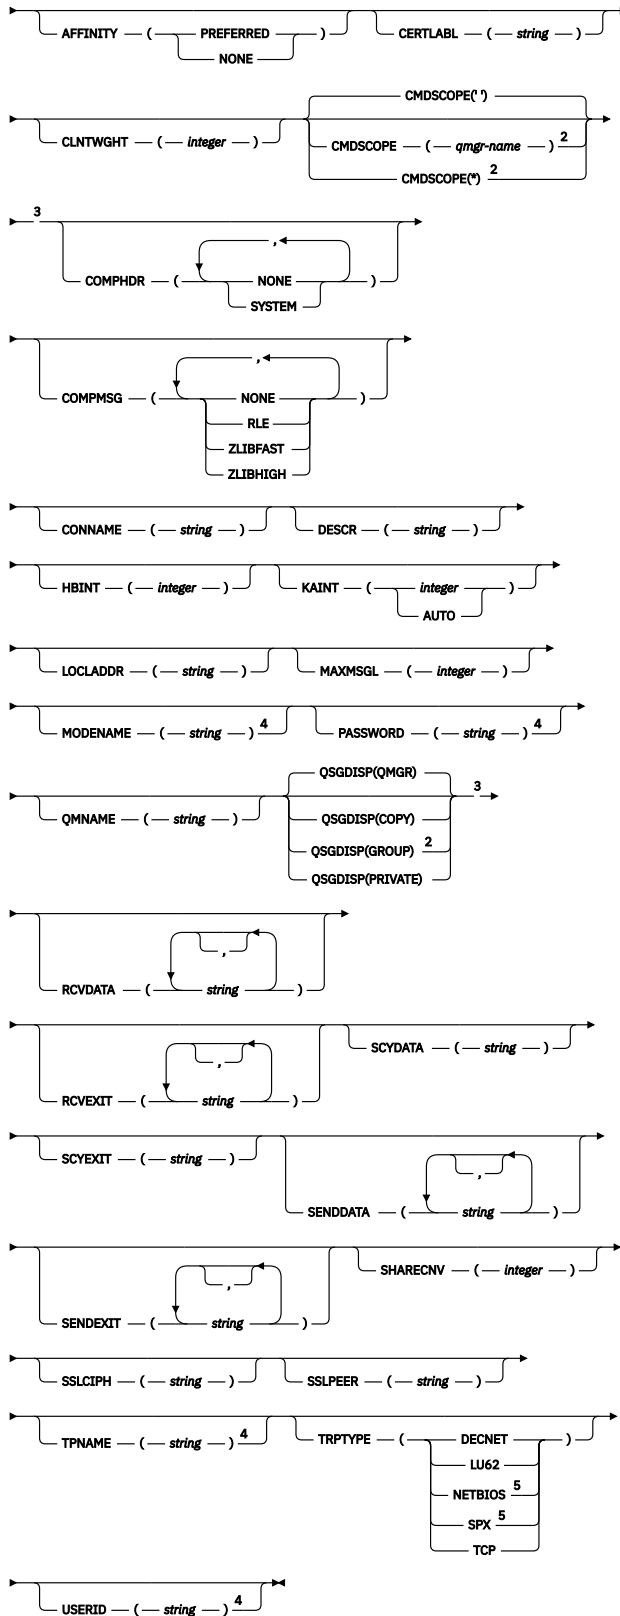 AFFINITY ( PREFERRED ) CERTLABL ( string )
NONE
CMDSCOPE(' ')
CLNTWGHT ( integer ) CMDSCOPE ( qmgr-name ) 2
CMDSCOPE(*) 2
3
,
COMPHDR ( NONE )
SYSTEM
,
COMPMSG ( NONE )
RLE
ZLIBFAST
ZLIBHIGH
CONNAME ( string ) DESCR ( string )
HBINT ( integer ) KAINT ( integer )
AUTO
LOCLADDR ( string ) MAXMSGL ( integer )
MODENAME ( string ) 4 PASSWORD ( string ) 4
QSGDISP(QMGR) 3
QMNAME ( string ) QSGDISP(COPY)
QSGDISP(GROUP) 2
QSGDISP(PRIVATE)
,
RCVDATA ( string )
SCYDATA ( string )
,
RCVEXIT ( string )
SCYEXIT ( string )
,
SENDDATA ( string )
SHARECNV ( integer )
,
SENDEXIT ( string )
SSLCIPH ( string ) SSLPEER ( string )
TPNAME ( string ) 4 TRPTYPE ( DECNET )
LU62
NETBIOS 5
SPX 5
TCP
USERID ( string ) 4